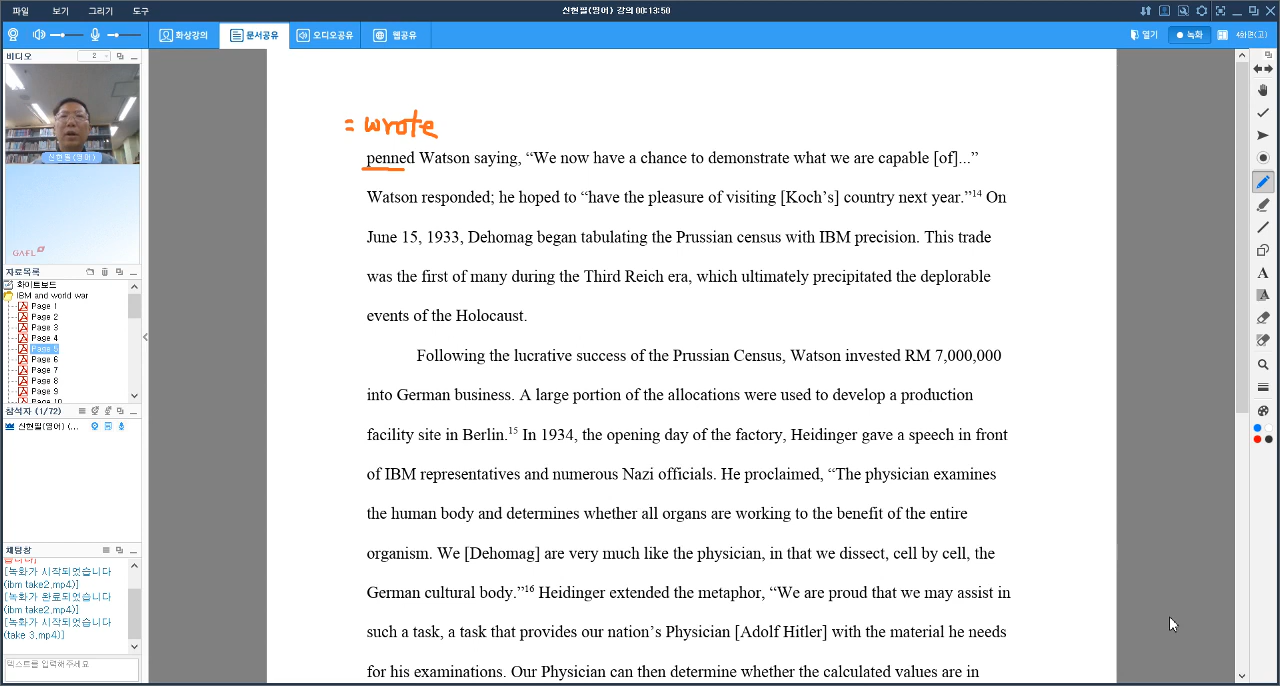 파일 보기 그리기 도구
신현필(영어) 강의 00:13:50
화상강의 문서공유 오디오공유 웹공유
열기 녹화 4화면(고)
비디오 2
신현필(영어)
GAFL
자료목록
화이트보드
IBM and world war
Page 1
Page 2
Page 3
Page 4
Page 5
Page 6
Page 7
Page 8
Page 9
Page 10
참석자 (1/72)
신현필(영어) (...
채팅창
[녹화가 시작되었습니다
(ibm take2.mp4)]
[녹화가 완료되었습니다
(ibm take2.mp4)]
[녹화가 시작되었습니다
(take 3.mp4)]
텍스트를 입력해주세요
= wrote
penned Watson saying, “We now have a chance to demonstrate what we are capable [of]...”
Watson responded; he hoped to “have the pleasure of visiting [Koch’s] country next year.”14 On
June 15, 1933, Dehomag began tabulating the Prussian census with IBM precision. This trade
was the first of many during the Third Reich era, which ultimately precipitated the deplorable
events of the Holocaust.
Following the lucrative success of the Prussian Census, Watson invested RM 7,000,000
into German business. A large portion of the allocations were used to develop a production
facility site in Berlin.15 In 1934, the opening day of the factory, Heidinger gave a speech in front
of IBM representatives and numerous Nazi officials. He proclaimed, “The physician examines
the human body and determines whether all organs are working to the benefit of the entire
organism. We [Dehomag] are very much like the physician, in that we dissect, cell by cell, the
German cultural body.”16 Heidinger extended the metaphor, “We are proud that we may assist in
such a task, a task that provides our nation’s Physician [Adolf Hitler] with the material he needs
for his examinations. Our Physician can then determine whether the calculated values are in